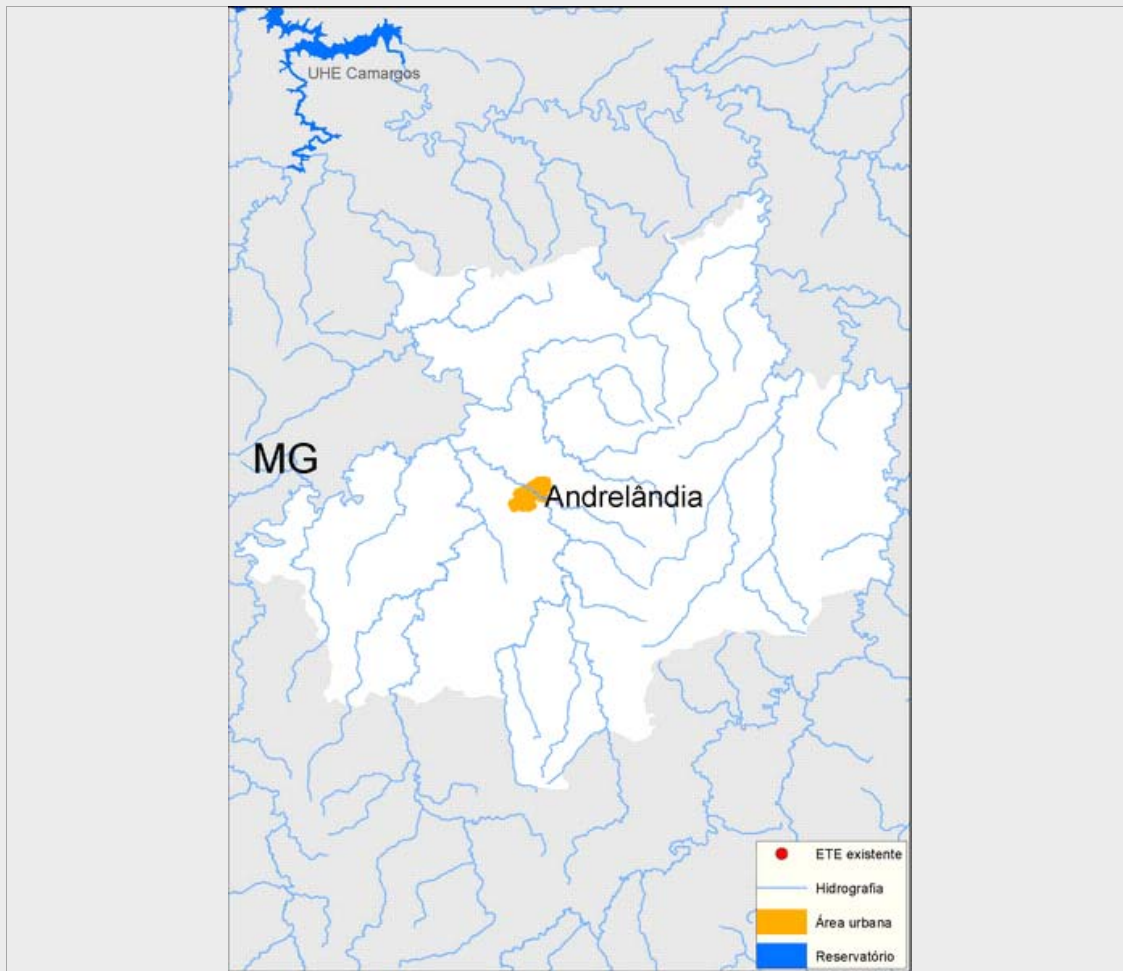 UHE Camargos
MG
Andrelândia
ETE existente
Hidrografia
Área urbana
Reservatório